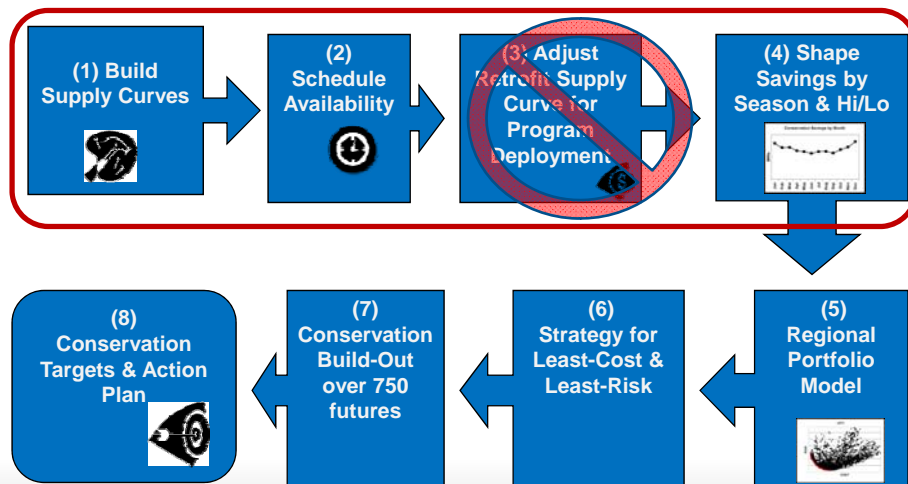 (1) Build
Supply Curves
(2)
Schedule
Availability
(3) Adjust
Retrofit Supply
Curve for
Program
Deployment
(4) Shape
Savings by
Season & Hi/Lo
Conservation Savings by Month
(5)
Regional
Portfolio
Model
(6)
Strategy for
Least-Cost &
Least-Risk
(7)
Conservation
Build-Out
over 750
futures
(8)
Conservation
Targets & Action
Plan